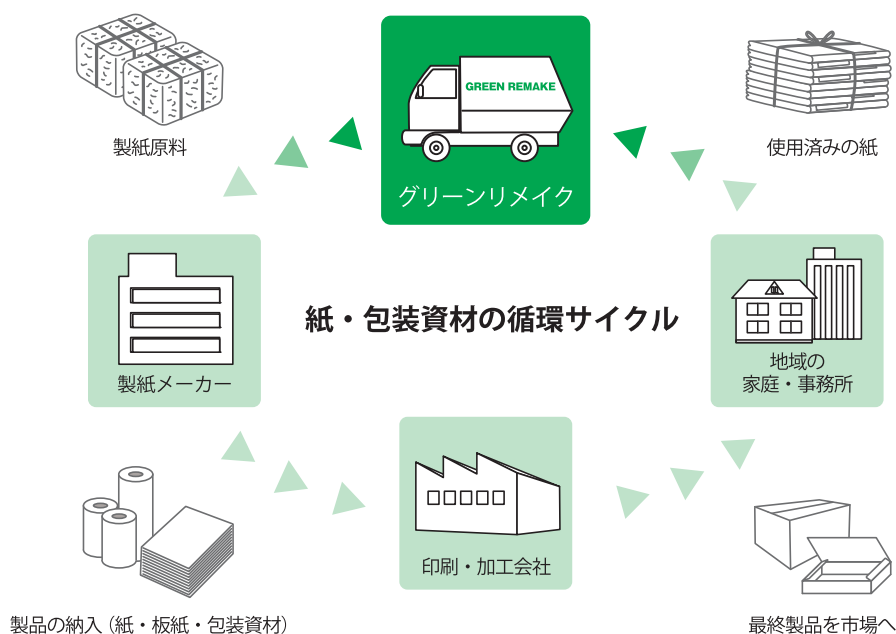 GREEN REMAKE
グリーンリメイク
製紙原料
使用済みの紙
紙・包装資材の循環サイクル
製紙メーカー
地域の
家庭・事務所
印刷・加工会社
製品の納入（紙・板紙・包装資材）
最終製品を市場へ